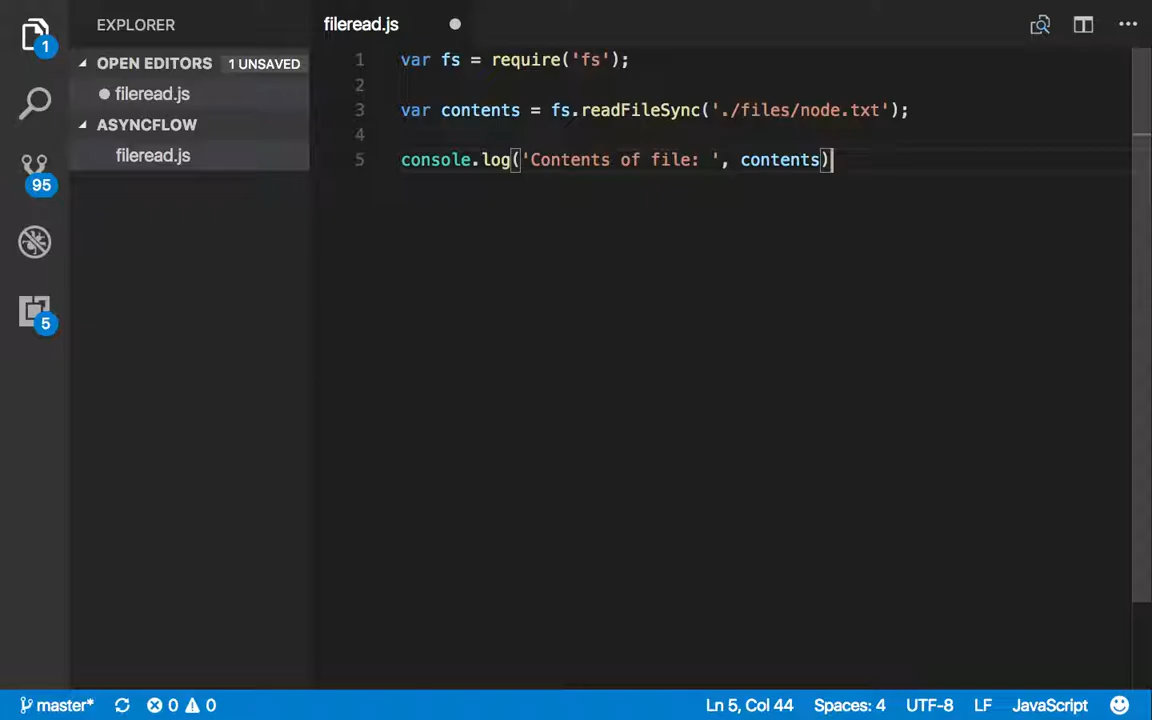 EXPLORER
OPEN EDITORS 1 UNSAVED
fileread.js
ASYNCFLOW
fileread.js
1
95
5
fileread.js
1 var fs = require('fs');
2
3 var contents = fs.readFileSync('./files/node.txt');
4
5 console.log('Contents of file: ', contents)
master* 0 0 Ln 5, Col 44 Spaces: 4 UTF-8 LF JavaScript